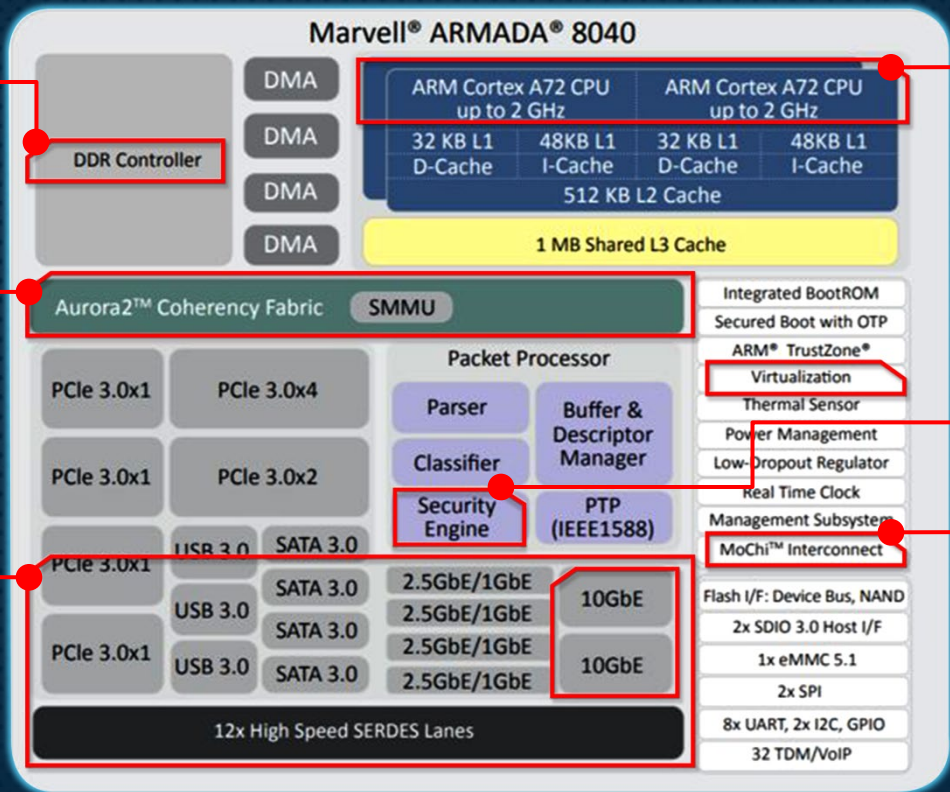 Marvell® ARMADA® 8040
DDR Controller
DMA
DMA
DMA
DMA
ARM Cortex A72 CPU
up to 2 GHz
ARM Cortex A72 CPU
up to 2 GHz
32 KB L1
D-Cache
48KB L1
I-Cache
32 KB L1
D-Cache
48KB L1
I-Cache
512 KB L2 Cache
1 MB Shared L3 Cache
Aurora2™ Coherency Fabric
SMMU
PCIe 3.0x1
PCIe 3.0x4
PCIe 3.0x1
PCIe 3.0x2
PCIe 3.0x1
PCIe 3.0x1
USB 3.0
USB 3.0
USB 3.0
SATA 3.0
SATA 3.0
SATA 3.0
SATA 3.0
Packet Processor
Parser
Classifier
Security
Engine
Buffer &
Descriptor
Manager
PTP
(IEEE1588)
2.5GbE/1GbE
2.5GbE/1GbE
2.5GbE/1GbE
2.5GbE/1GbE
10GbE
10GbE
12x High Speed SERDES Lanes
Integrated BootROM
Secured Boot with OTP
ARM® TrustZone®
Virtualization
Thermal Sensor
Power Management
Low-Dropout Regulator
Real Time Clock
Management Subsystem
MoChi™ Interconnect
Flash I/F: Device Bus, NAND
2x SDIO 3.0 Host I/F
1x eMMC 5.1
2x SPI
8x UART, 2x I2C, GPIO
32 TDM/VoIP